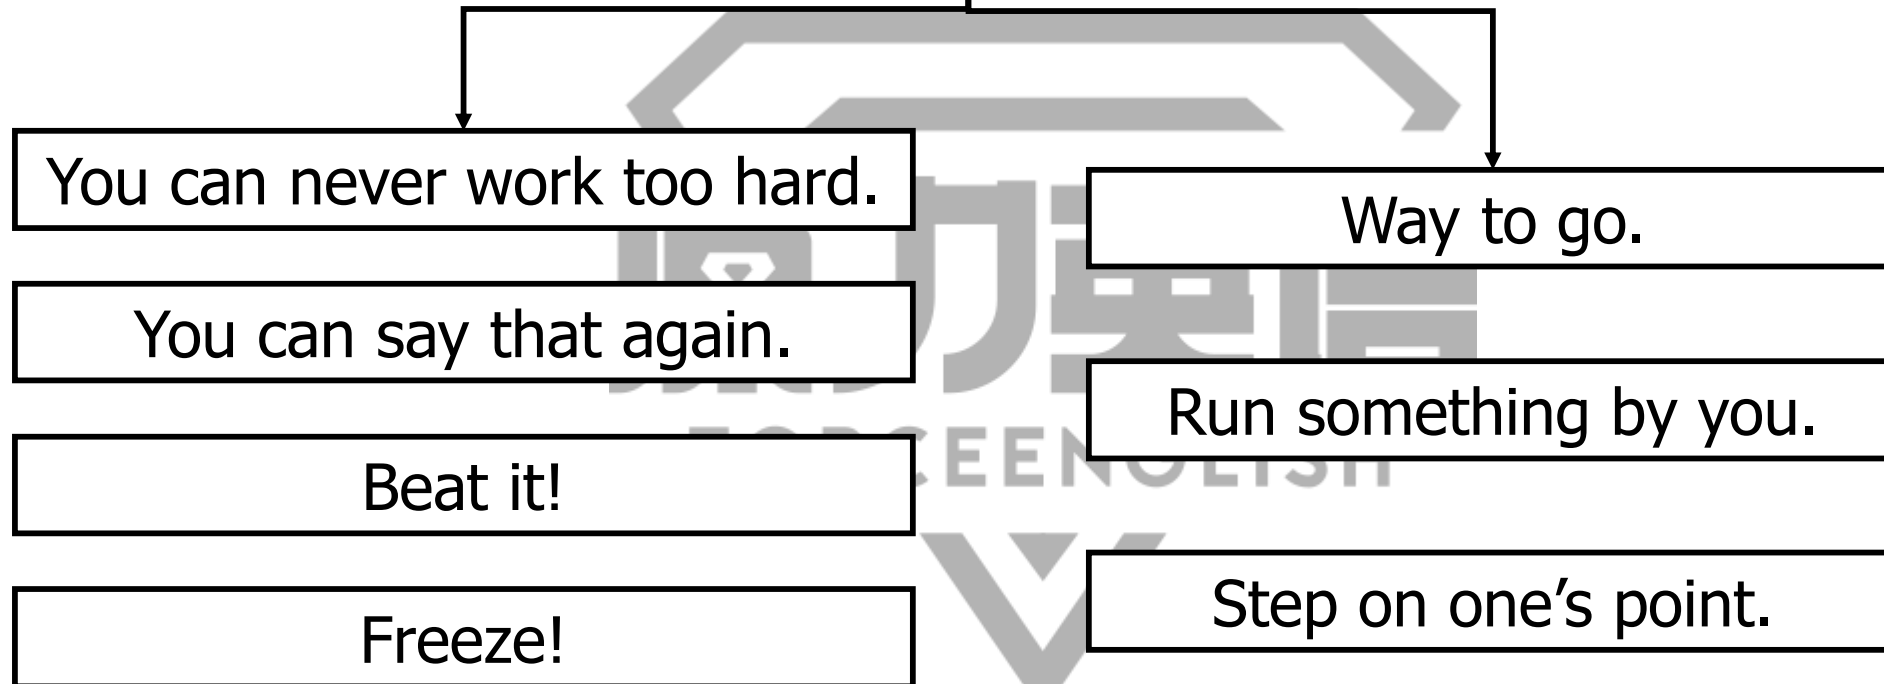 You can never work too hard.
You can say that again.
Beat it!
Freeze!
Way to go.
Run something by you.
Step on one's point.